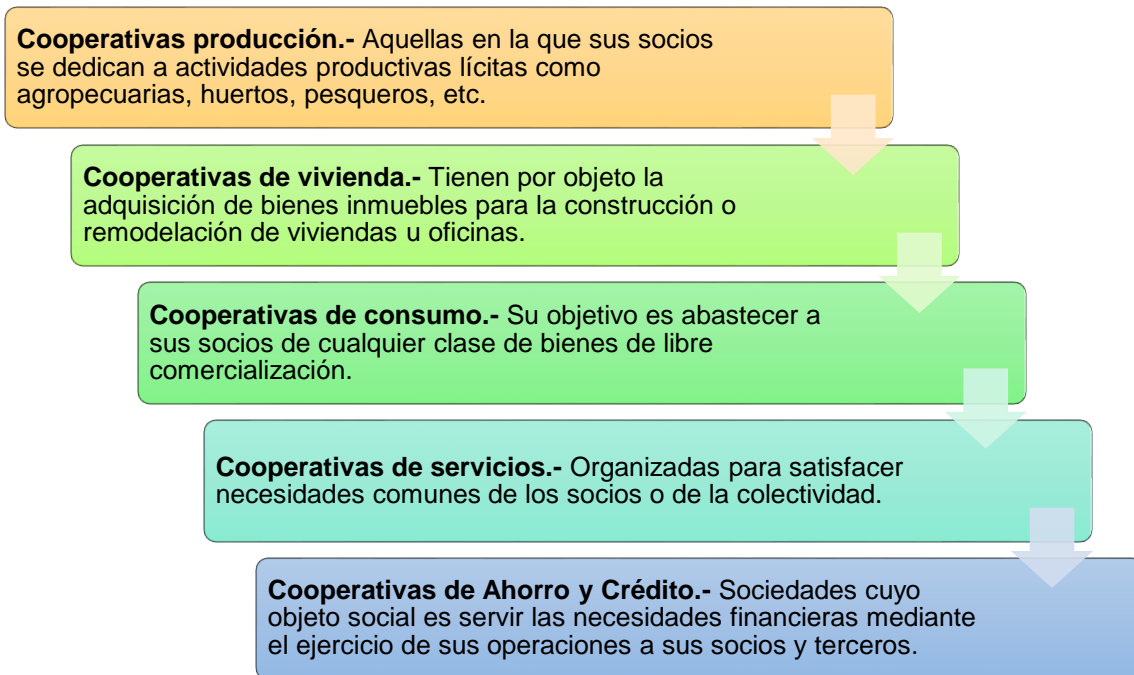 Cooperativas producción.- Aquellas en la que sus socios
se dedican a actividades productivas lícitas como
agropecuarias, huertos, pesqueros, etc.
Cooperativas de vivienda.- Tienen por objeto la
adquisición de bienes inmuebles para la construcción o
remodelación de viviendas u oficinas.
Cooperativas de consumo.- Su objetivo es abastecer a
sus socios de cualquier clase de bienes de libre
comercialización.
Cooperativas de servicios.- Organizadas para satisfacer
necesidades comunes de los socios o de la colectividad.
Cooperativas de Ahorro y Crédito.- Sociedades cuyo
objeto social es servir las necesidades financieras mediante
el ejercicio de sus operaciones a sus socios y terceros.